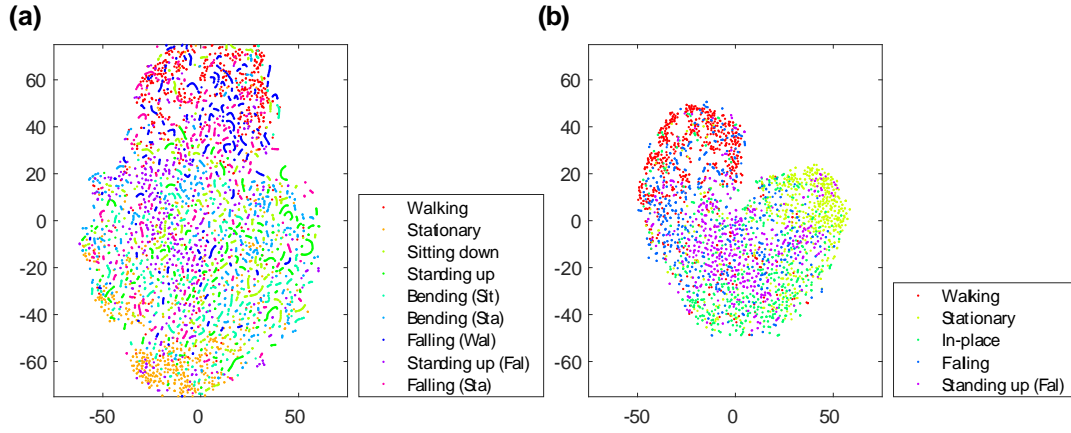 (a)
(b)
60
40
20
0
-20
-40
-60
-50
0
50
Walking
Stationary
Sitting down
Standing up
Bending (Sit)
Bending (Sta)
Falling (Wal)
Standing up (Fal)
Falling (Sta)
60
40
20
0
-20
-40
-60
-50
0
50
Walking
Stationary
In-place
Falling
Standing up (Fal)